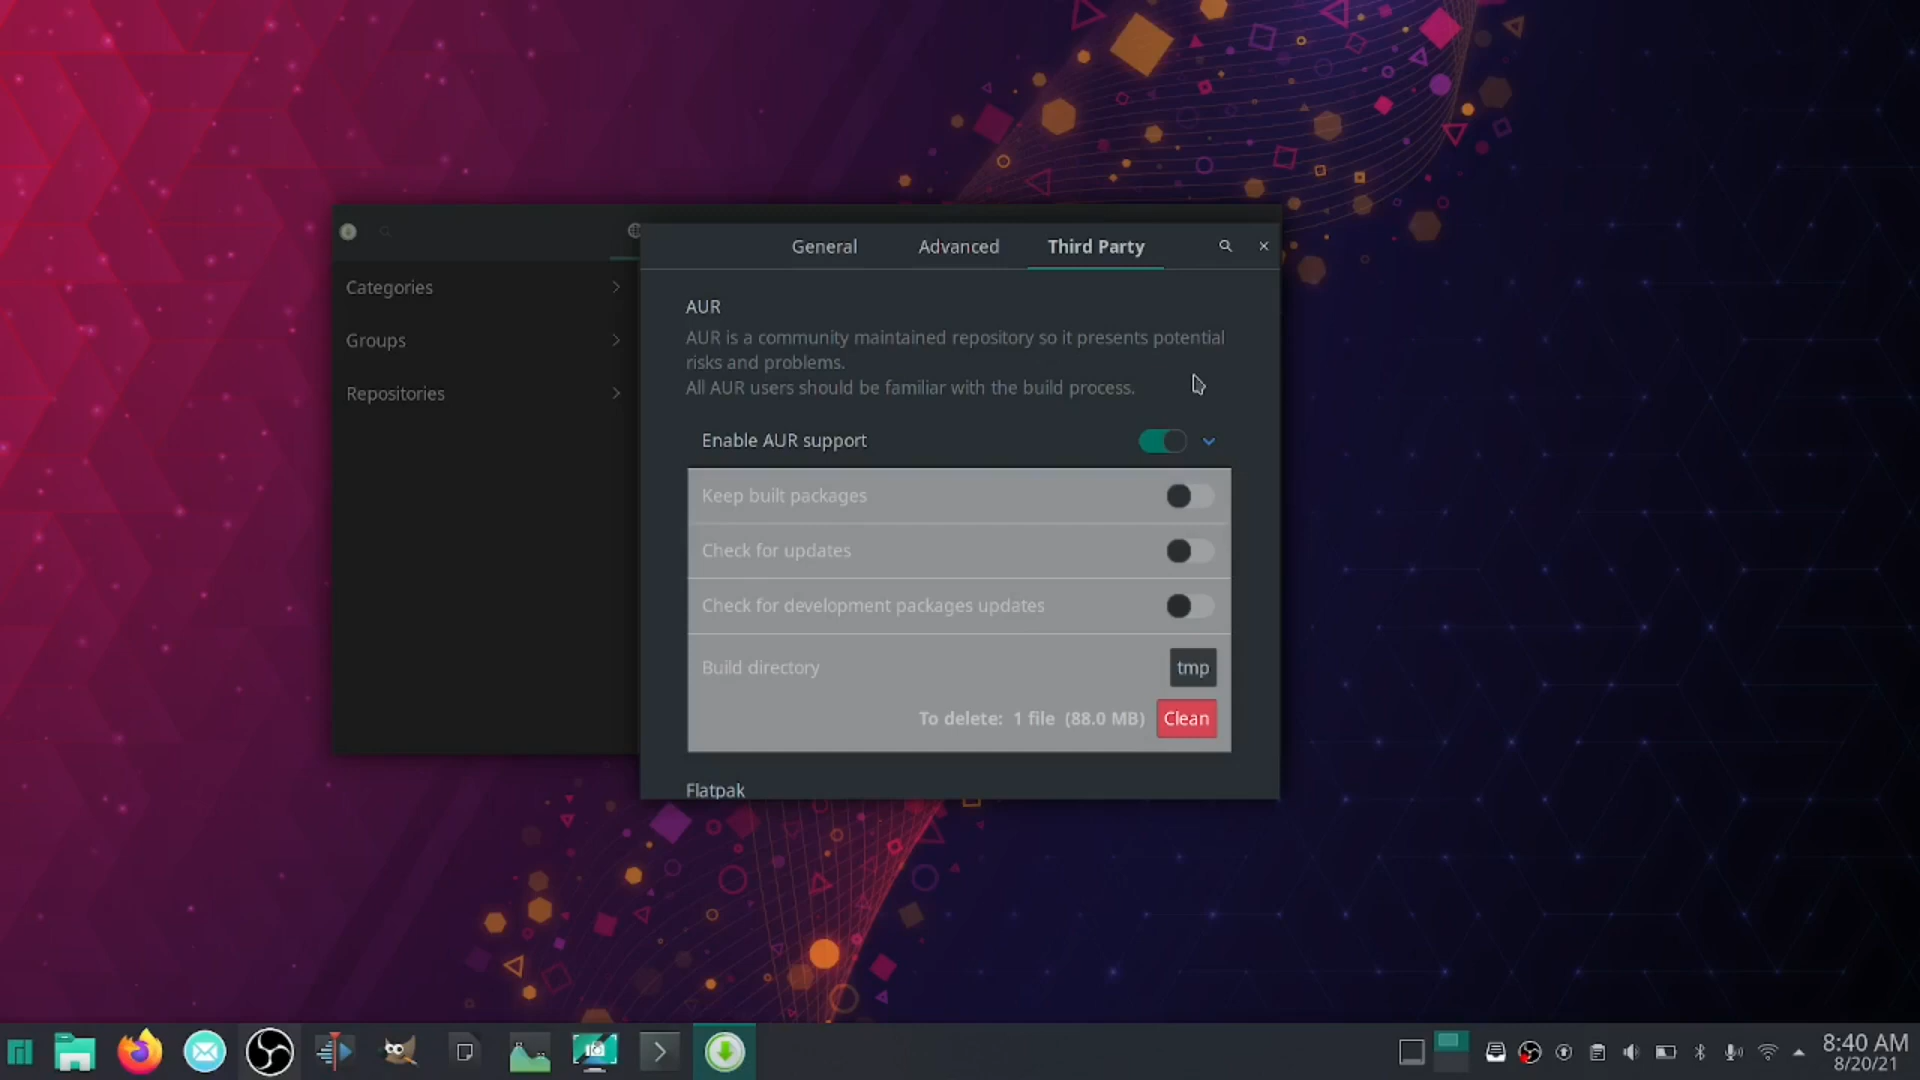 General
Advanced
Third Party
Categories
Groups
Repositories
AUR
AUR is a community maintained repository so it presents potential
risks and problems.
All AUR users should be familiar with the build process.
Enable AUR support
Keep built packages
Check for updates
Check for development packages updates
Build directory
tmp
To delete: 1 file (88.0 MB)
Clean
Flatpak
8:40 AM
8/20/21